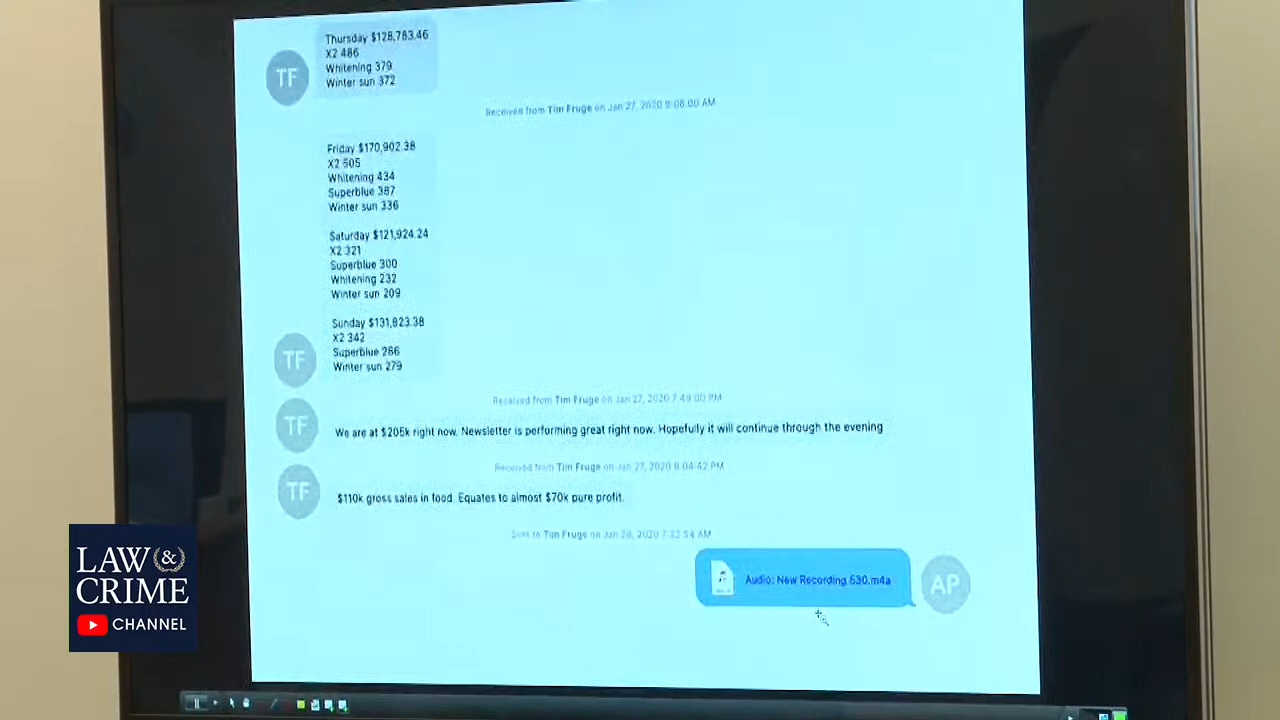 Thursday $128,783.46
X2 486
Whitening 379
Winter sun 372
TF
Received from Tim Fruge on Jan 27, 2020 9:06:00 AM
Friday $170,902.38
X2 505
Whitening 434
Superblue 387
Winter sun 336
Saturday $121,924.24
X2 321
Superblue 300
Whitening 232
Winter sun 209
Sunday $131,823.38
X2 342
Superblue 286
Winter sun 279
TF
Received from Tim Fruge on Jan 27, 2020 7:49:00 PM
TF
We are at $205k right now. Newsletter is performing great right now. Hopefully it will continue through the evening
Received from Tim Fruge on Jan 27, 2020 8:04:42 PM
TF
$110k gross sales in food. Equates to almost $70k pure profit.
Sent to Tim Fruge on Jan 28, 2020 7:32:54 AM
Audio: New Recording 630.m4a
AP
LAW &
CRIME
CHANNEL